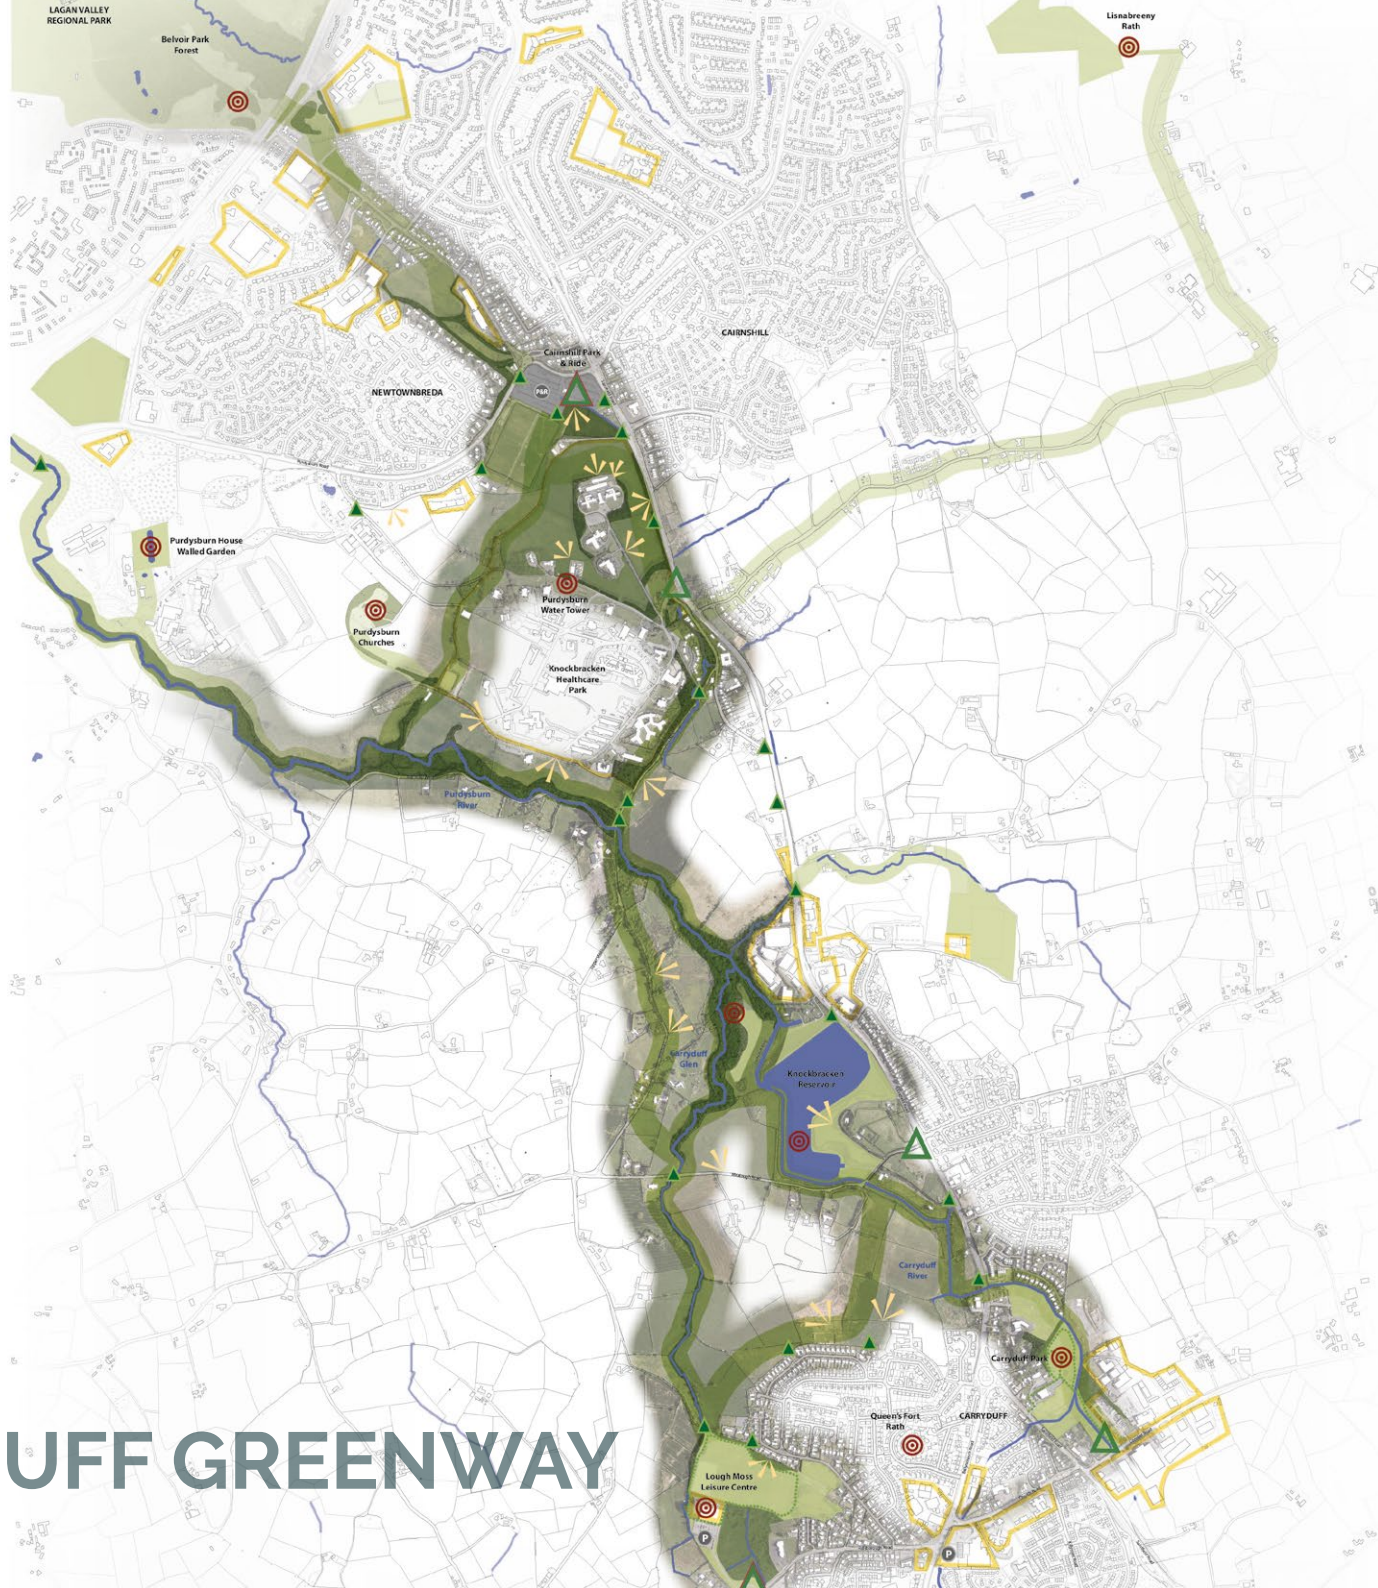 LAGAN VALLEY
REGIONAL PARK
Belvoir Park
Forest
Lisnabreeny
Rath
CAIRNSHILL
Cairnshill Park
& Ride
P&R
NEWTOWNBREDA
Purdysburn House
Walled Garden
Purdysburn
Water Tower
Purdysburn
Churches
Knockbracken
Healthcare
Park
Purdysburn
River
Carryduff
Glen
Knockbracken
Reservoir
Carryduff
River
Carryduff Park
Queen's Fort
Rath
CARRYDUFF
UFF GREENWAY
Lough Moss
Leisure Centre
P
P